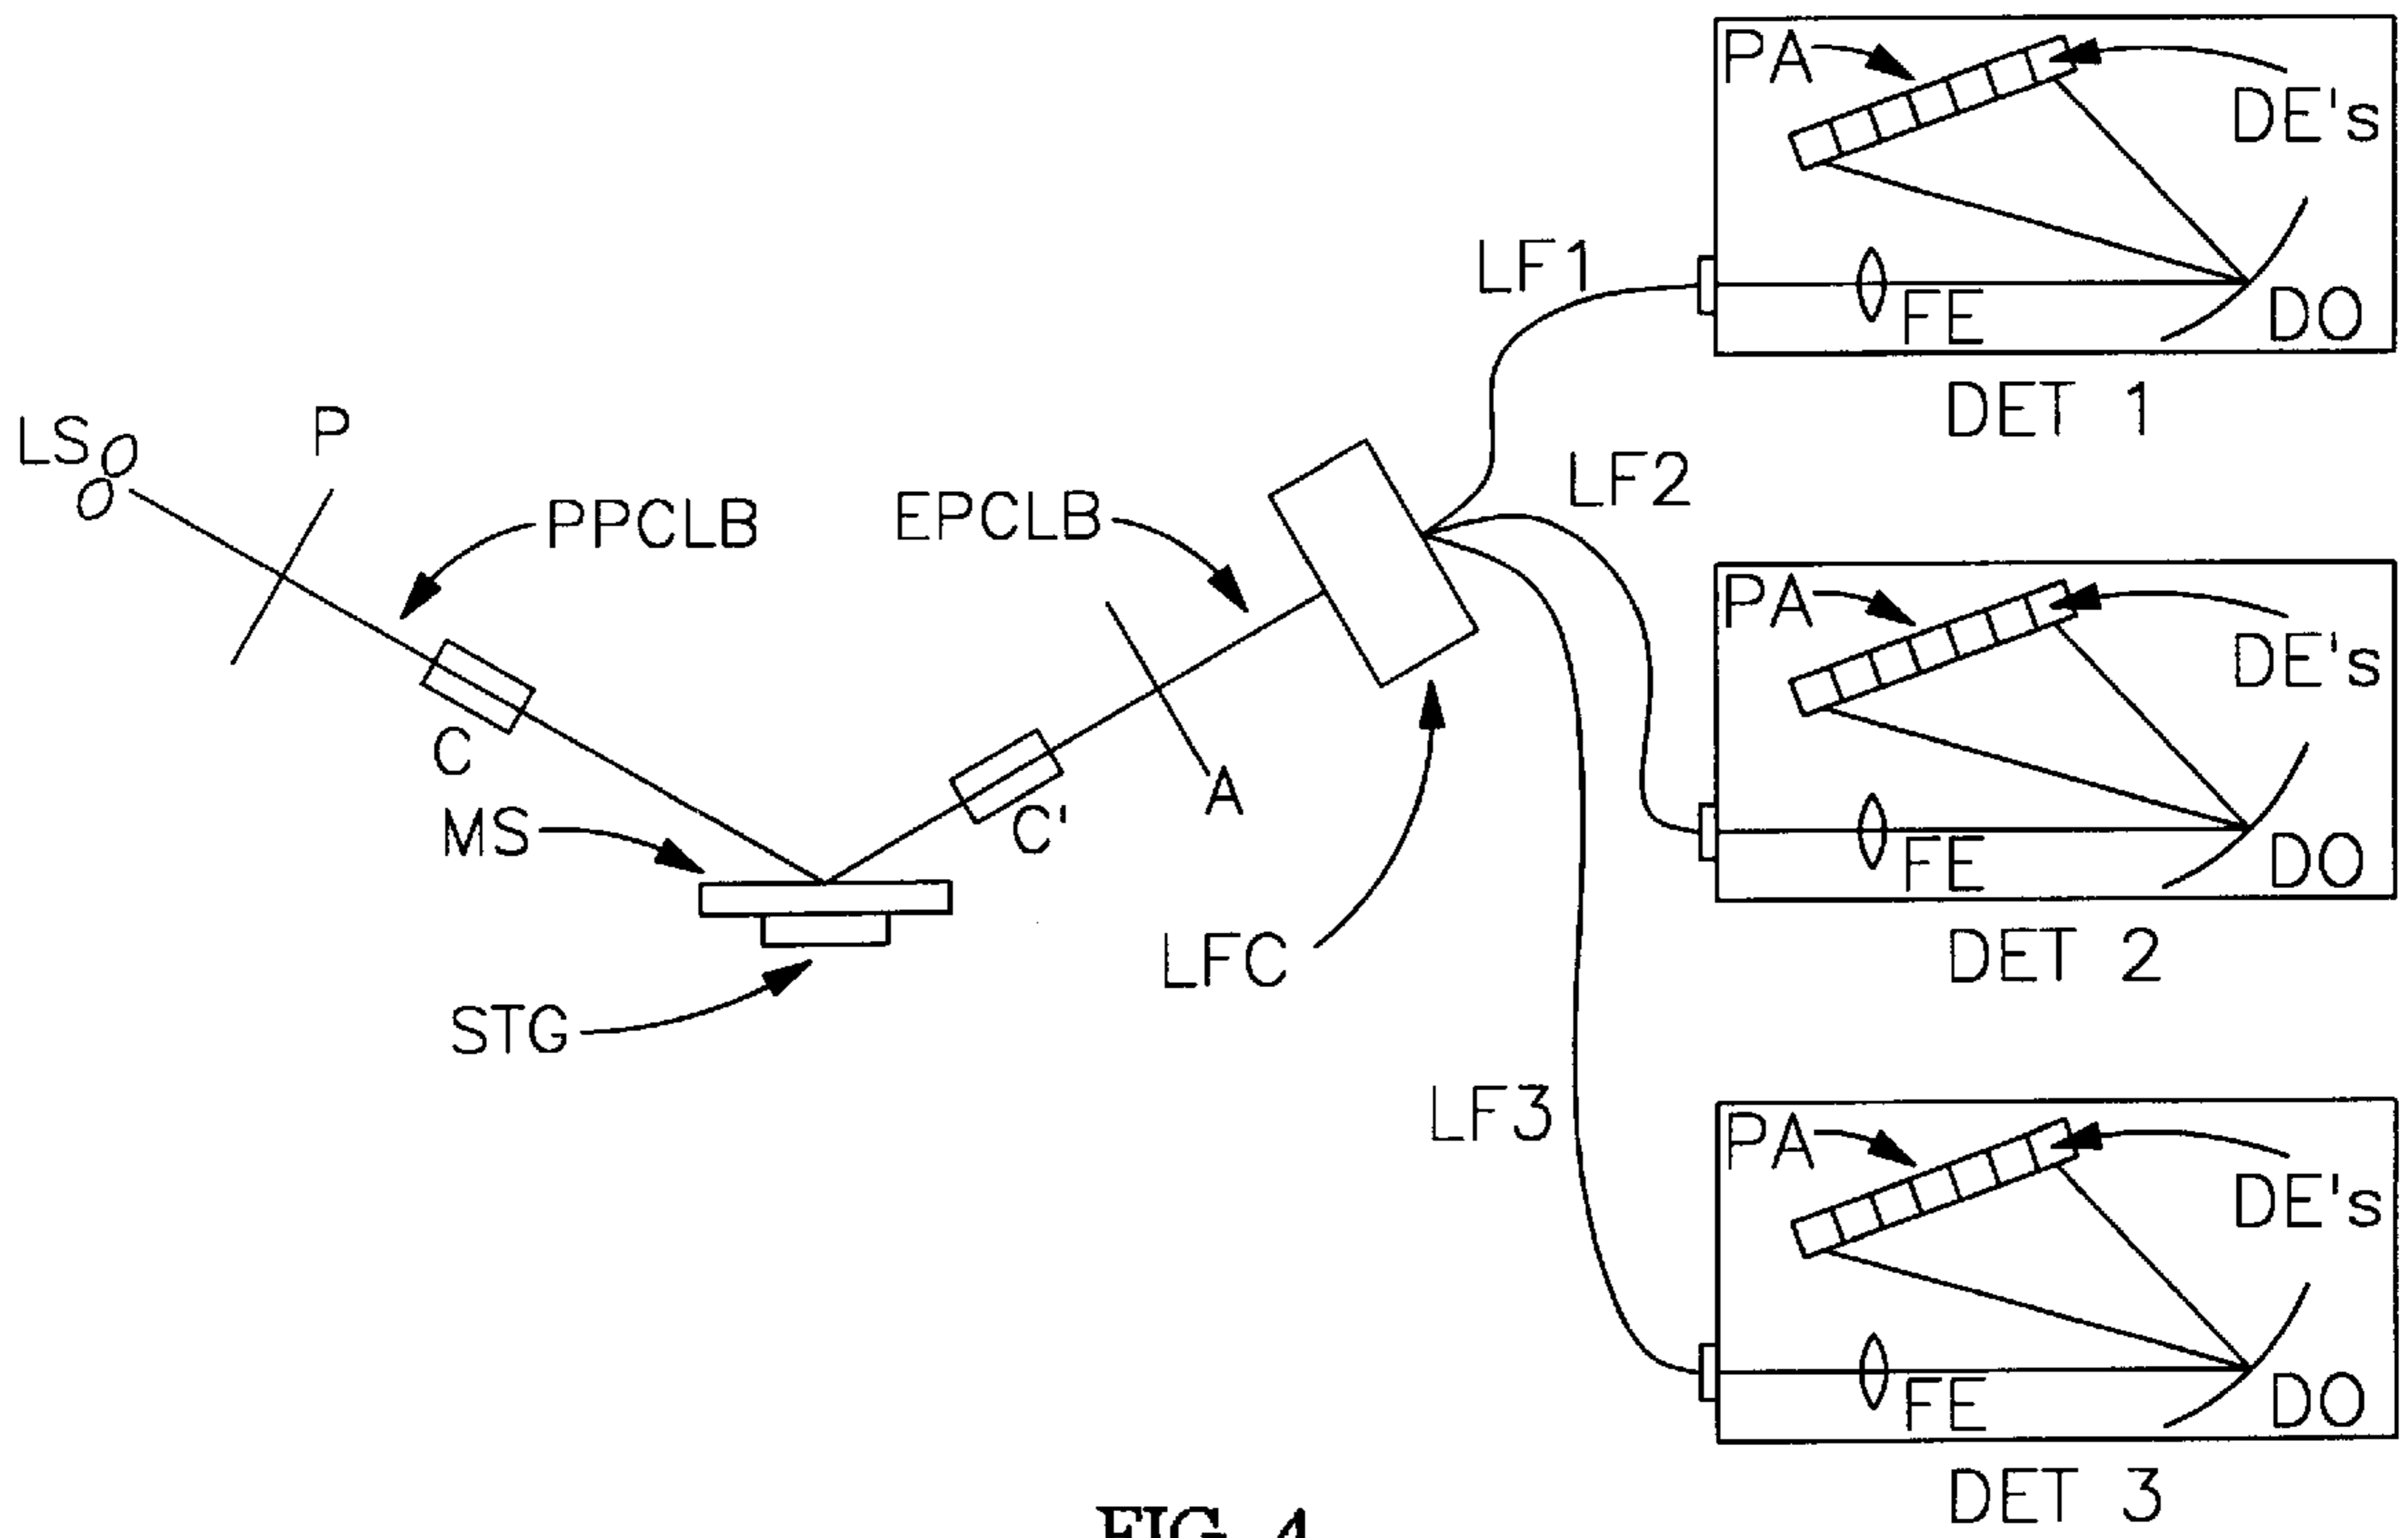 PA
DE's
LF1
FE
DO
DET 1
LS
P
PPCLB
EPCLB
LF2
C
MS
C'
A
LFC
STG
PA
DE's
FE
DO
DET 2
LF3
PA
DE's
FE
DO
DET 3
FIG. 4